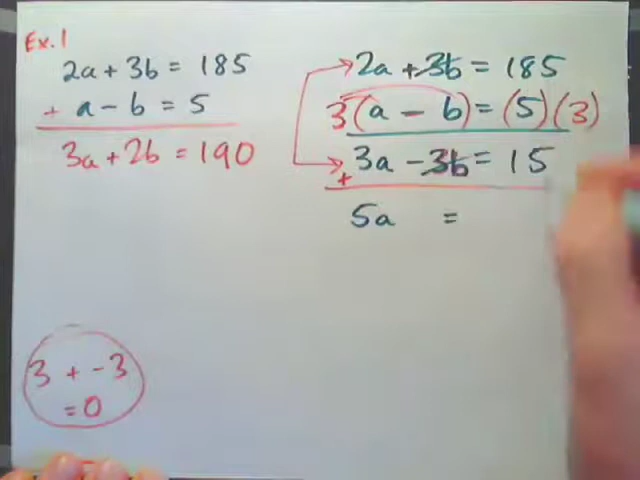 Ex. 1
2a + 3b = 185
+ a - b = 5
3a + 2b = 190
2a + 3b = 185
3(a - b) = (5)(3)
3a - 3b = 15
+
5a =
3 + -3
= 0